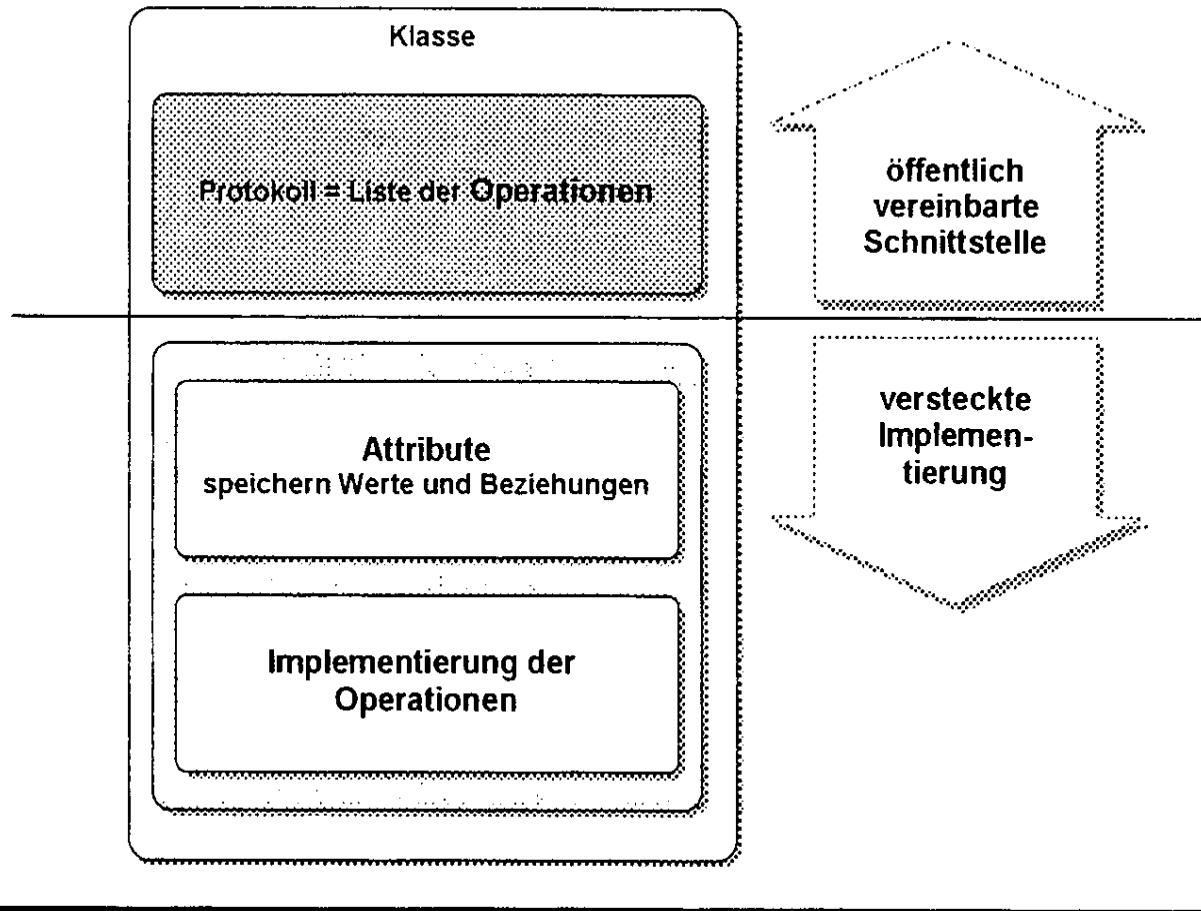 Klasse
Protokoll = Liste der Operationen
öffentlich
vereinbarte
Schnittstelle
Attribute
speichern Werte und Beziehungen
versteckte
Implemen-
tierung
Implementierung der
Operationen